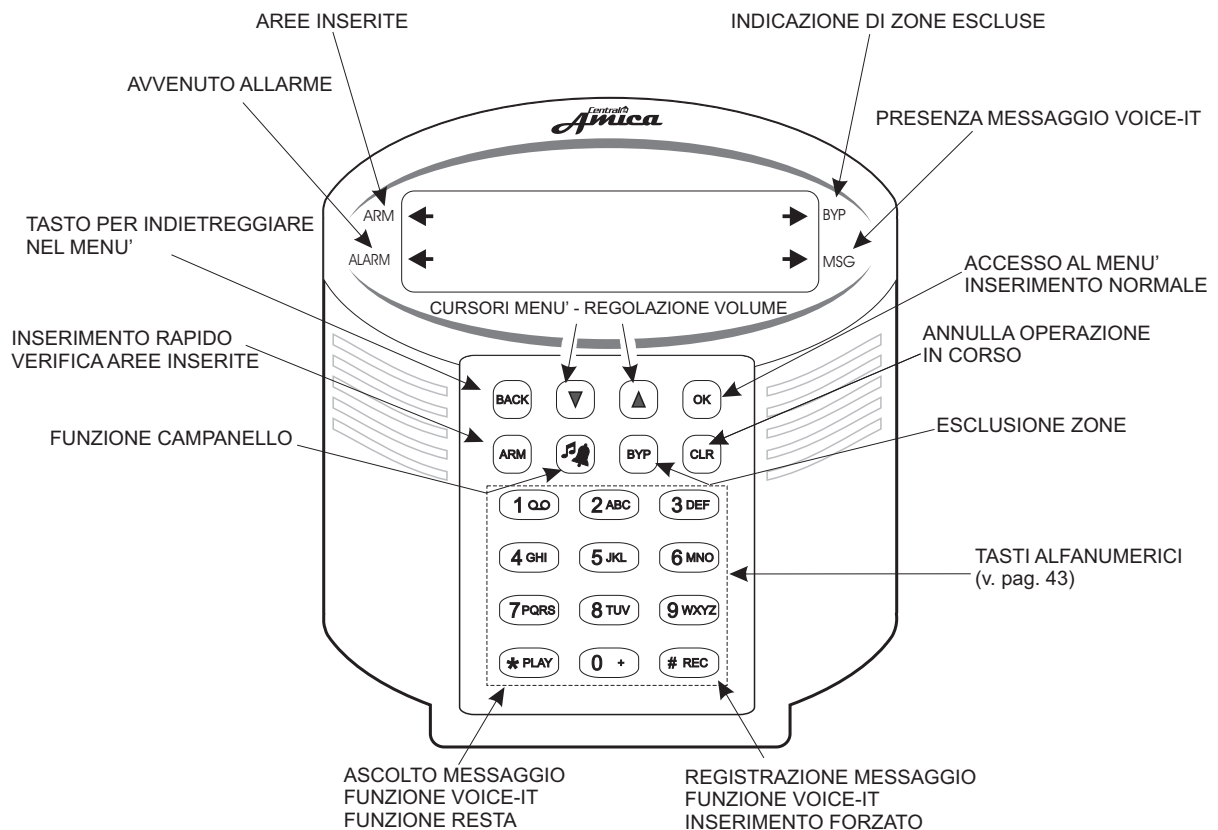 AREE INSERITE
INDICAZIONE DI ZONE ESCLUSE
AVVENUTO ALLARME
PRESENZA MESSAGGIO VOICE-IT
Centrale
Amica
ARM
BYP
TASTO PER INDIETREGGIARE
NEL MENU'
ALARM
MSG
ACCESSO AL MENU'
INSERIMENTO NORMALE
CURSORI MENU' - REGOLAZIONE VOLUME
INSERIMENTO RAPIDO
VERIFICA AREE INSERITE
ANNULLA OPERAZIONE
IN CORSO
BACK
OK
FUNZIONE CAMPANELLO
ESCLUSIONE ZONE
ARM
BYP
CLR
1
2 ABC
3 DEF
4 GHI
5 JKL
6 MNO
TASTI ALFANUMERICI
(v. pag. 43)
7 PQRS
8 TUV
9 WXYZ
* PLAY
0 +
# REC
ASCOLTO MESSAGGIO
FUNZIONE VOICE-IT
FUNZIONE RESTA
REGISTRAZIONE MESSAGGIO
FUNZIONE VOICE-IT
INSERIMENTO FORZATO